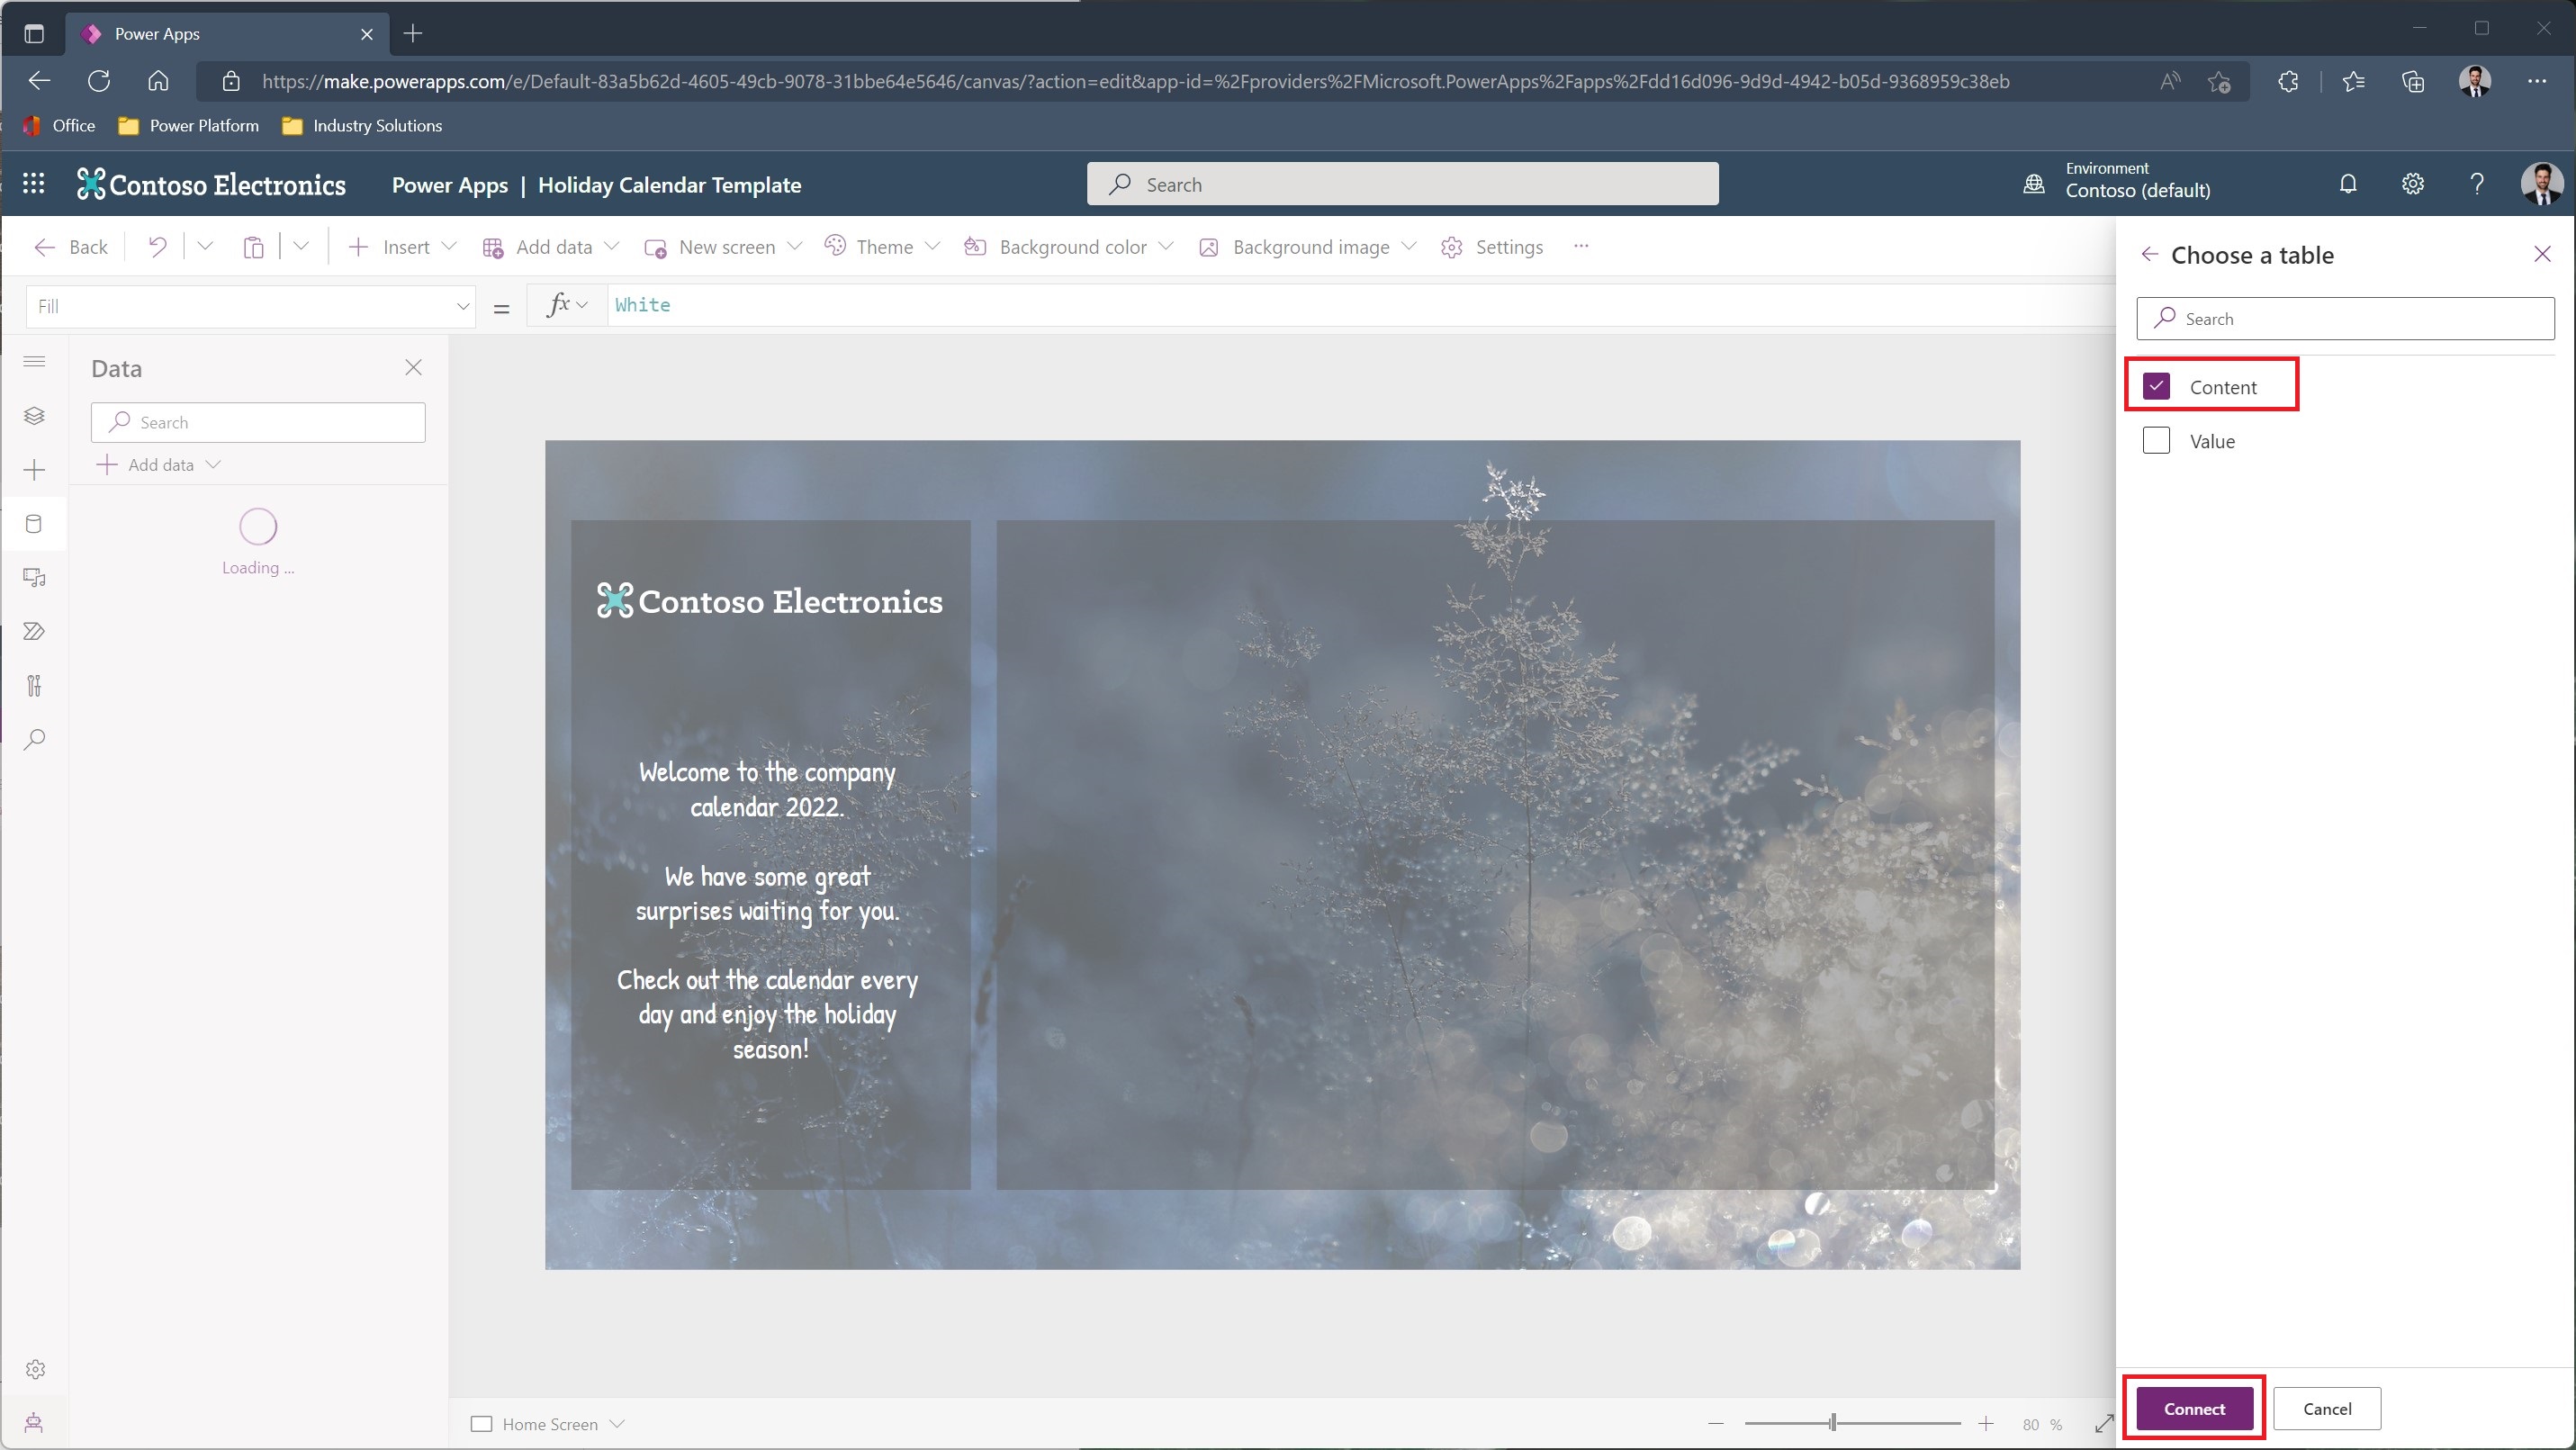 Power Apps
https://make.powerapps.com/e/Default-83a5b62d-4605-49cb-9078-31bbe64e5646/canvas/?action=edit&app-id=%2Fproviders%2FMicrosoft.PowerApps%2Fapps%2Fdd16d096-9d9d-4942-b05d-9368959c38eb
Office Power Platform Industry Solutions
Contoso Electronics Power Apps | Holiday Calendar Template Search Environment
Contoso (default)
Back Insert Add data New screen Theme Background color Background image Settings ...
Fill = fx White
Data
Search
Add data
Loading ...
Contoso Electronics
Welcome to the company
calendar 2022.
We have some great
surprises waiting for you.
Check out the calendar every
day and enjoy the holiday
season!
Home Screen 80 %
Choose a table
Search
Content
Value
Connect Cancel